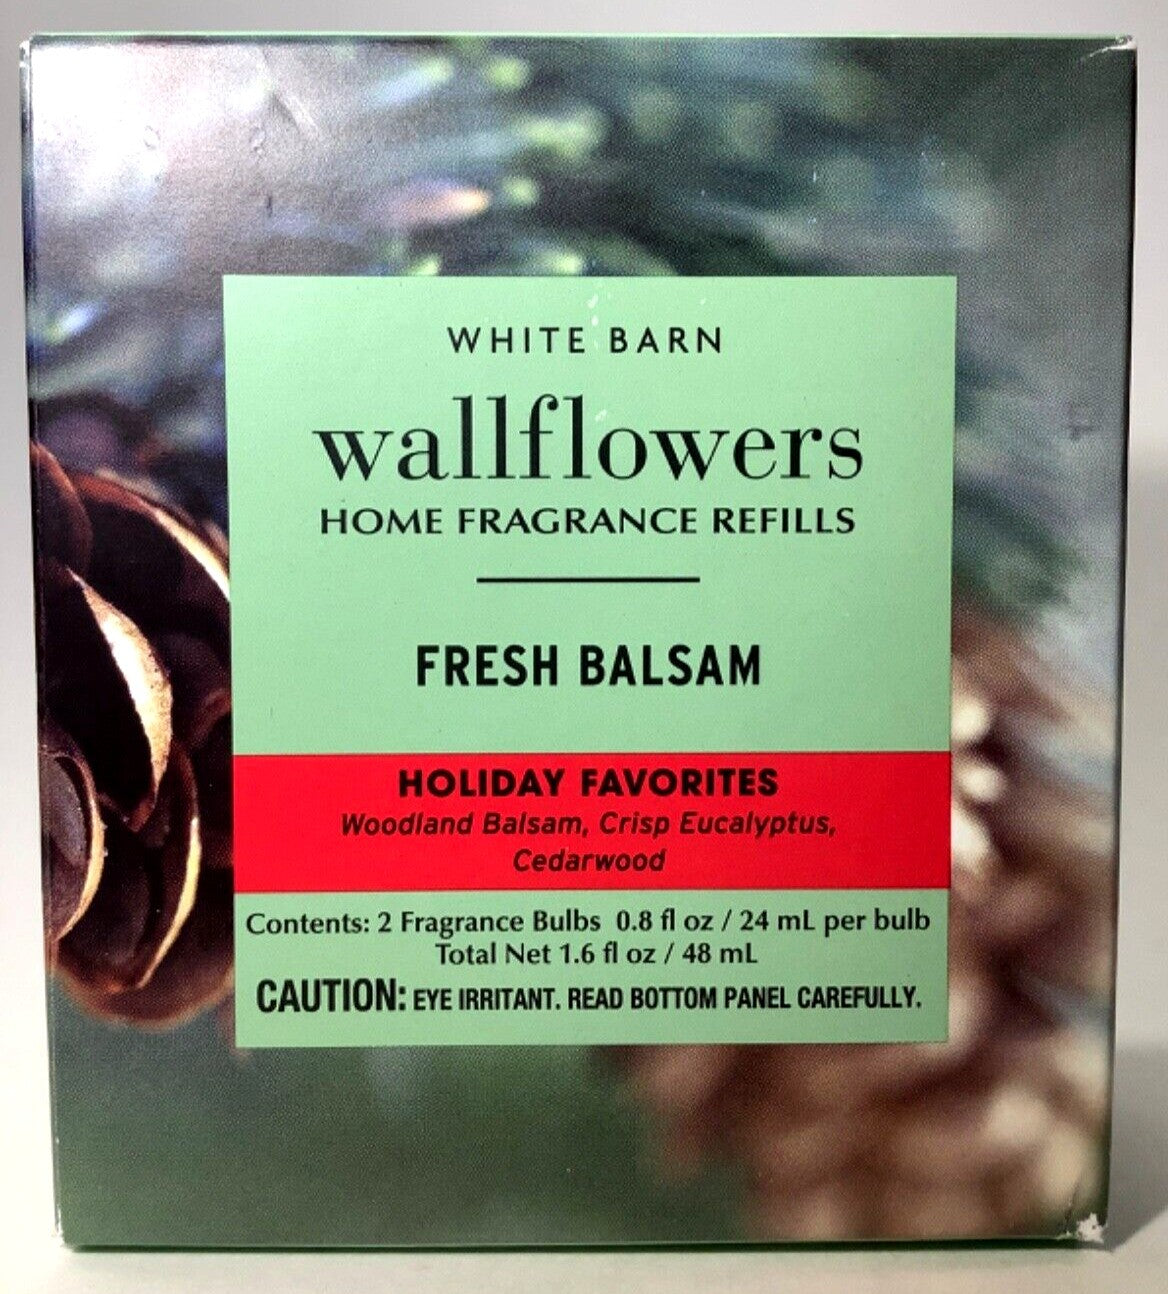 WHITE BARN
wallflowers
HOME FRAGRANCE REFILLS
FRESH BALSAM
HOLIDAY FAVORITES
Woodland Balsam, Crisp Eucalyptus,
Cedarwood
Contents: 2 Fragrance Bulbs 0.8 fl oz / 24 mL per bulb
Total Net 1.6 fl oz / 48 mL
CAUTION: EYE IRRITANT. READ BOTTOM PANEL CAREFULLY.